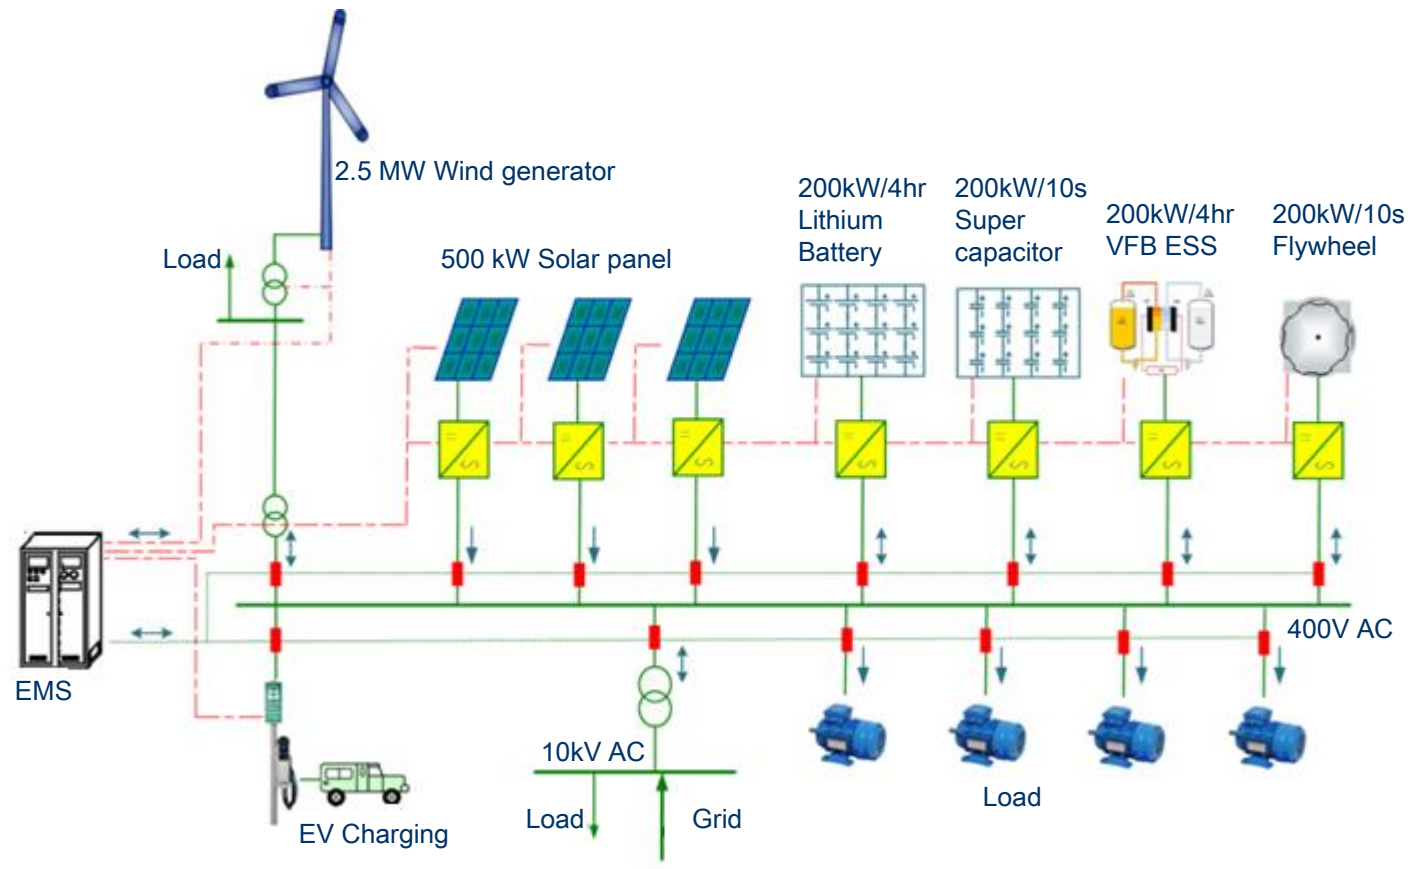 2.5 MW Wind generator
Load
500 kW Solar panel
200kW/4hr
Lithium
Battery
200kW/10s
Super
capacitor
200kW/4hr
VFB ESS
200kW/10s
Flywheel
400V AC
EMS
10kV AC
Load
Grid
Load
EV Charging